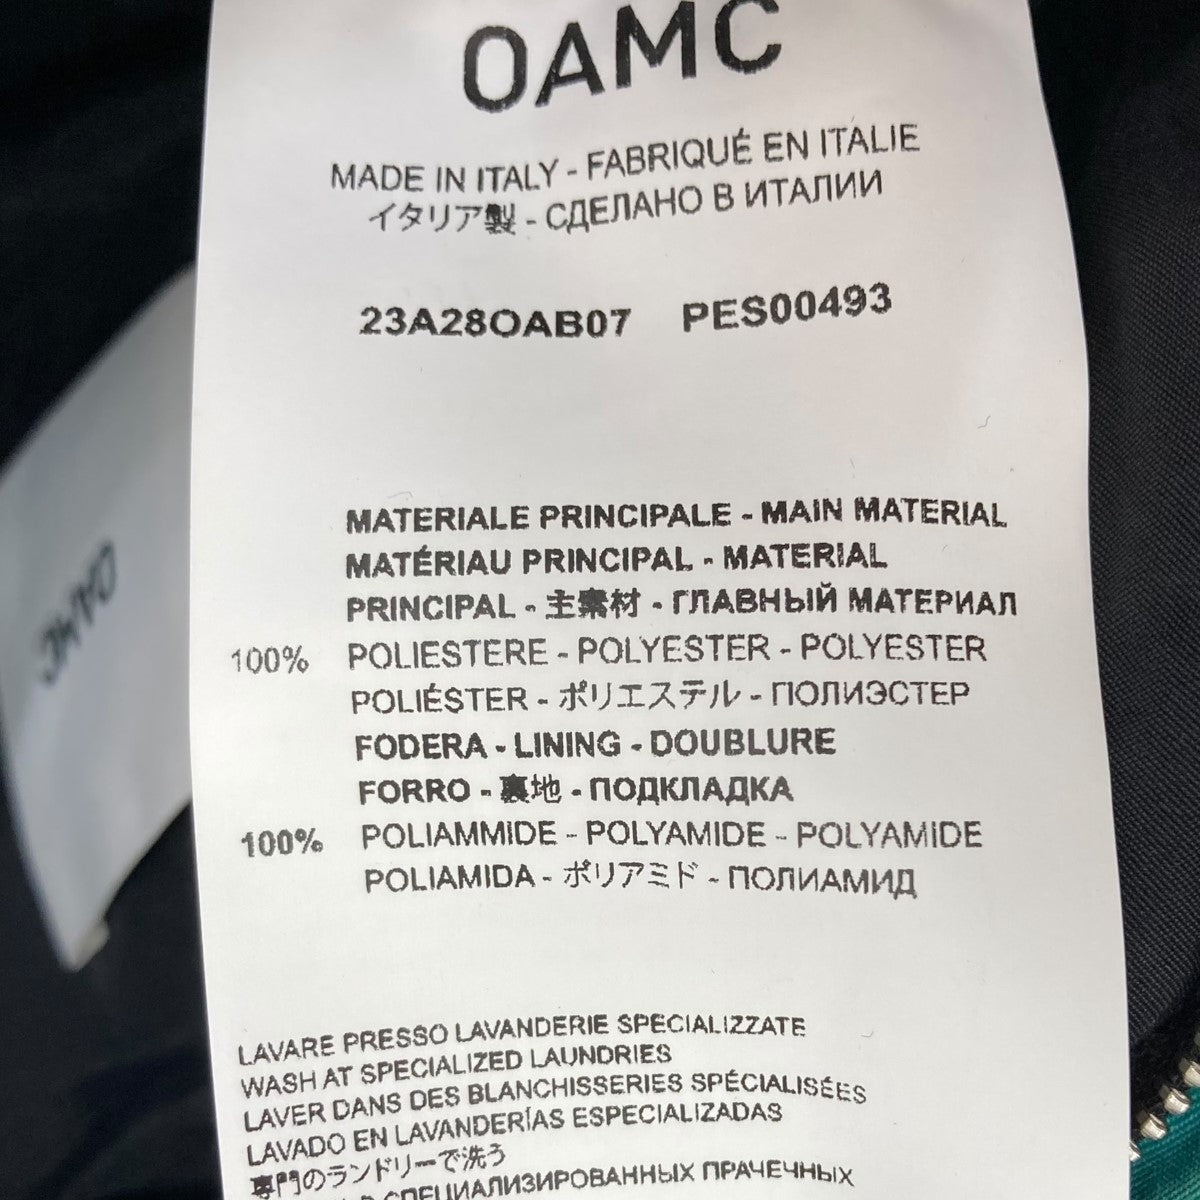 OAMC
MADE IN ITALY - FABRIQUÉ EN ITALIE
イタリア製 - СДЕЛАНО В ИТАЛИИ
23A28OAB07 PES00493
MATERIALE PRINCIPALE - MAIN MATERIAL
MATÉRIAU PRINCIPAL - MATERIAL
PRINCIPAL - 主素材 - ГЛАВНЫЙ МАТЕРИАЛ
100% POLIESTERE - POLYESTER - POLYESTER
POLIÉSTER - ポリエステル - ПОЛИЭСТЕР
FODERA - LINING - DOUBLURE
FORRO - 裏地 - ПОДКЛАДКА
100% POLIAMMIDE - POLYAMIDE - POLYAMIDE
POLIAMIDA - ポリアミド - ПОЛИАМИД
LAVARE PRESSO LAVANDERIE SPECIALIZZATE
WASH AT SPECIALIZED LAUNDRIES
LAVER DANS DES BLANCHISSERIES SPÉCIALISÉES
LAVADO EN LAVANDERÍAS ESPECIALIZADAS
専門のランドリーで洗う
СПЕЦИАЛИЗИРОВАННЫХ ПРАЧЕЧНЫХ
OAMC